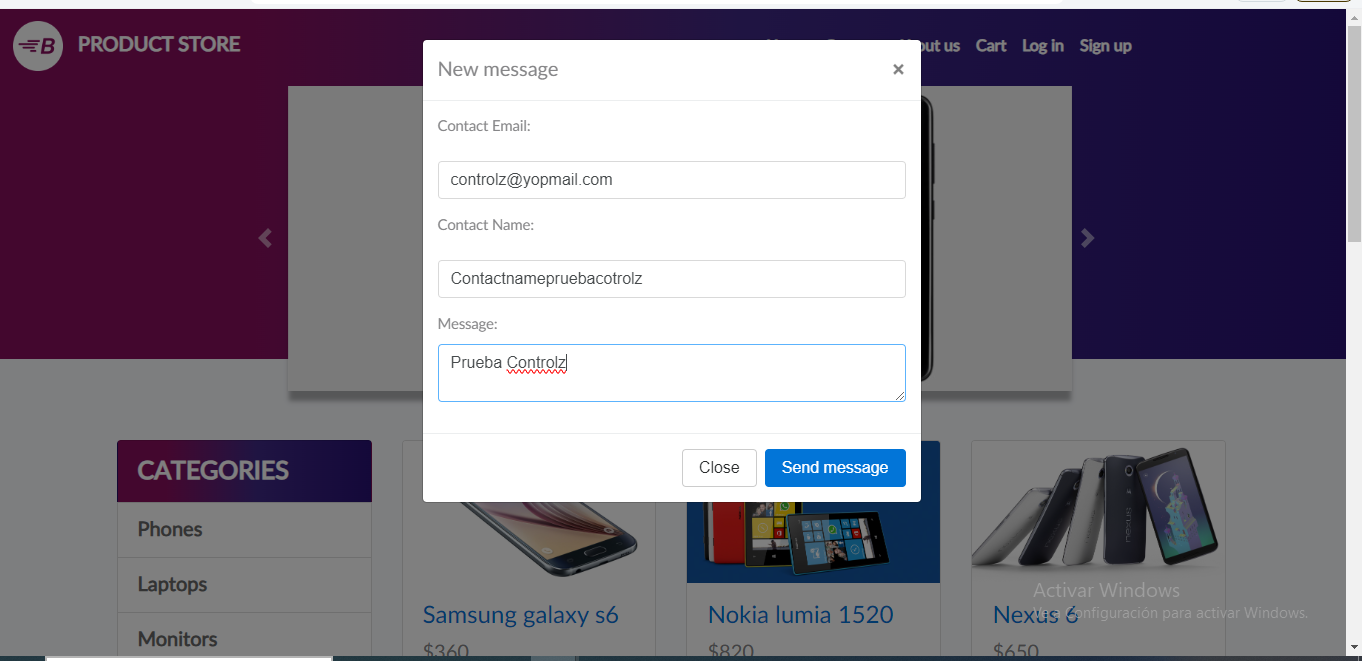 B PRODUCT STORE
out us Cart Log in Sign up
New message ×
Contact Email:
controlz@yopmail.com
Contact Name:
Contactnamepruebacotrolz
Message:
Prueba Controlz
Close Send message
CATEGORIES
Phones
Laptops
Monitors
Samsung galaxy s6
$360
Nokia lumia 1520
$820
nexus
Nexus 6
$650
Activar Windows
Ve a Configuración para activar Windows.